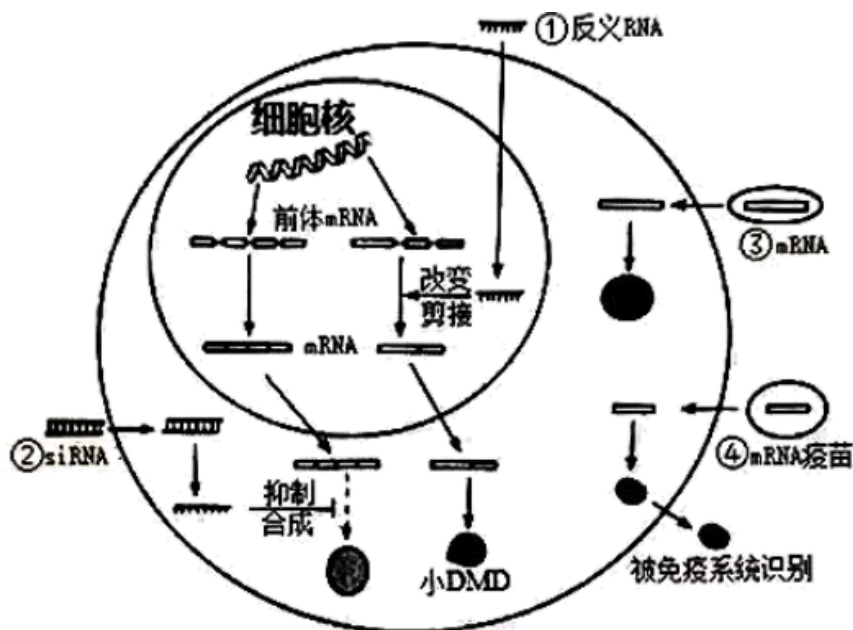 ①反义RNA
细胞核
前体mRNA
③mRNA
改变
剪接
mRNA
②siRNA
④mRNA疫苗
抑制
合成
小DMD
被免疫系统识别